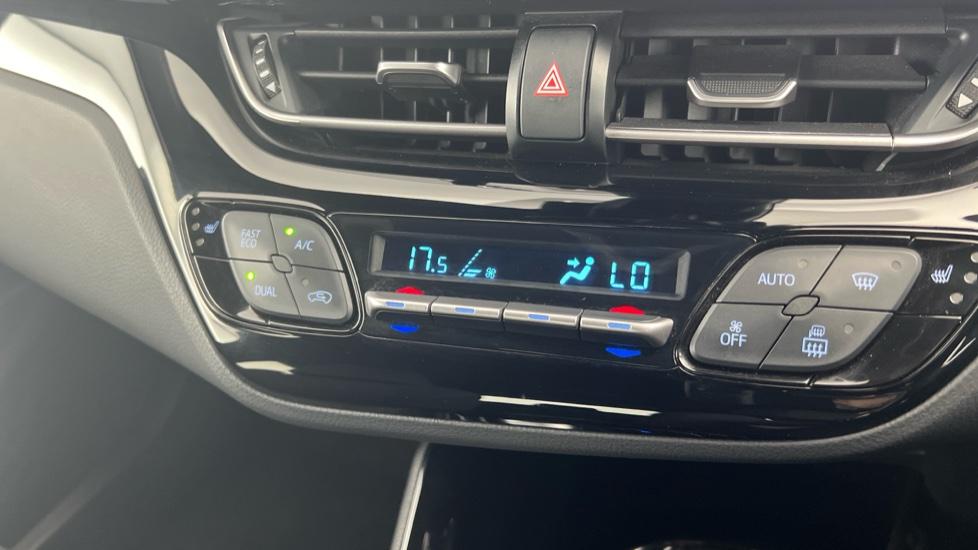 FAST
ECO
A/C
DUAL
17.5
LO
AUTO
OFF